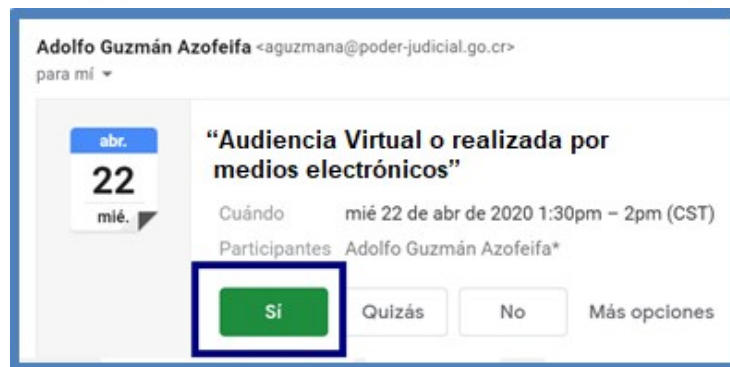 Adolfo Guzmán Azofeifa <aguzmana@poder-judicial.go.cr>
para mí
abr.
22
mié.
“Audiencia Virtual o realizada por
medios electrónicos”
Cuándo mié 22 de abr de 2020 1:30pm – 2pm (CST)
Participantes Adolfo Guzmán Azofeifa*
Sí Quizás No Más opciones